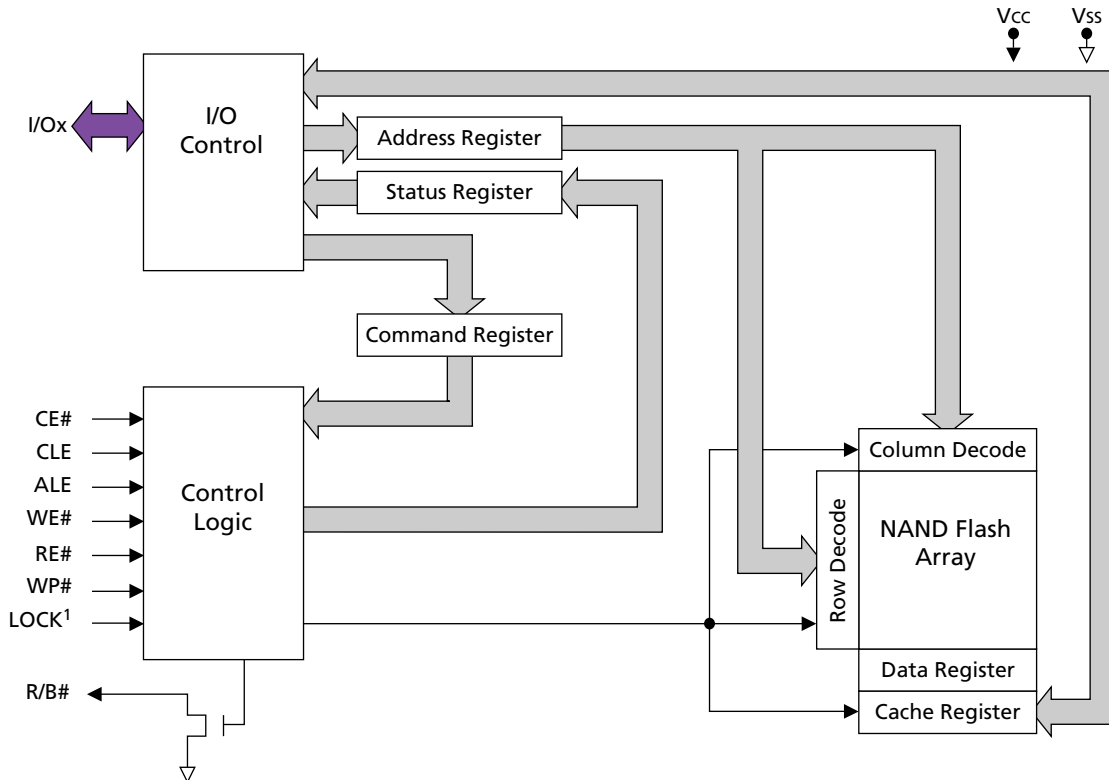 Vcc
Vss
I/Ox
I/O
Control
Address Register
Status Register
Command Register
CE#
CLE
ALE
WE#
RE#
WP#
LOCK¹
R/B#
Control
Logic
Column Decode
Row Decode
NAND Flash
Array
Data Register
Cache Register